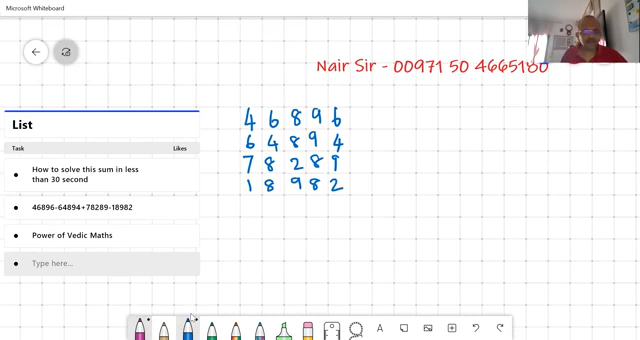 Microsoft Whiteboard
Nair Sir - 00971 50 4665180
List
Task Likes
How to solve this sum in less
than 30 second
46896-64894+78289-18982
Power of Vedic Maths
Type here...
4 6 8 9 6
6 4 8 9 4
7 8 2 8 9
1 8 9 8 2
A